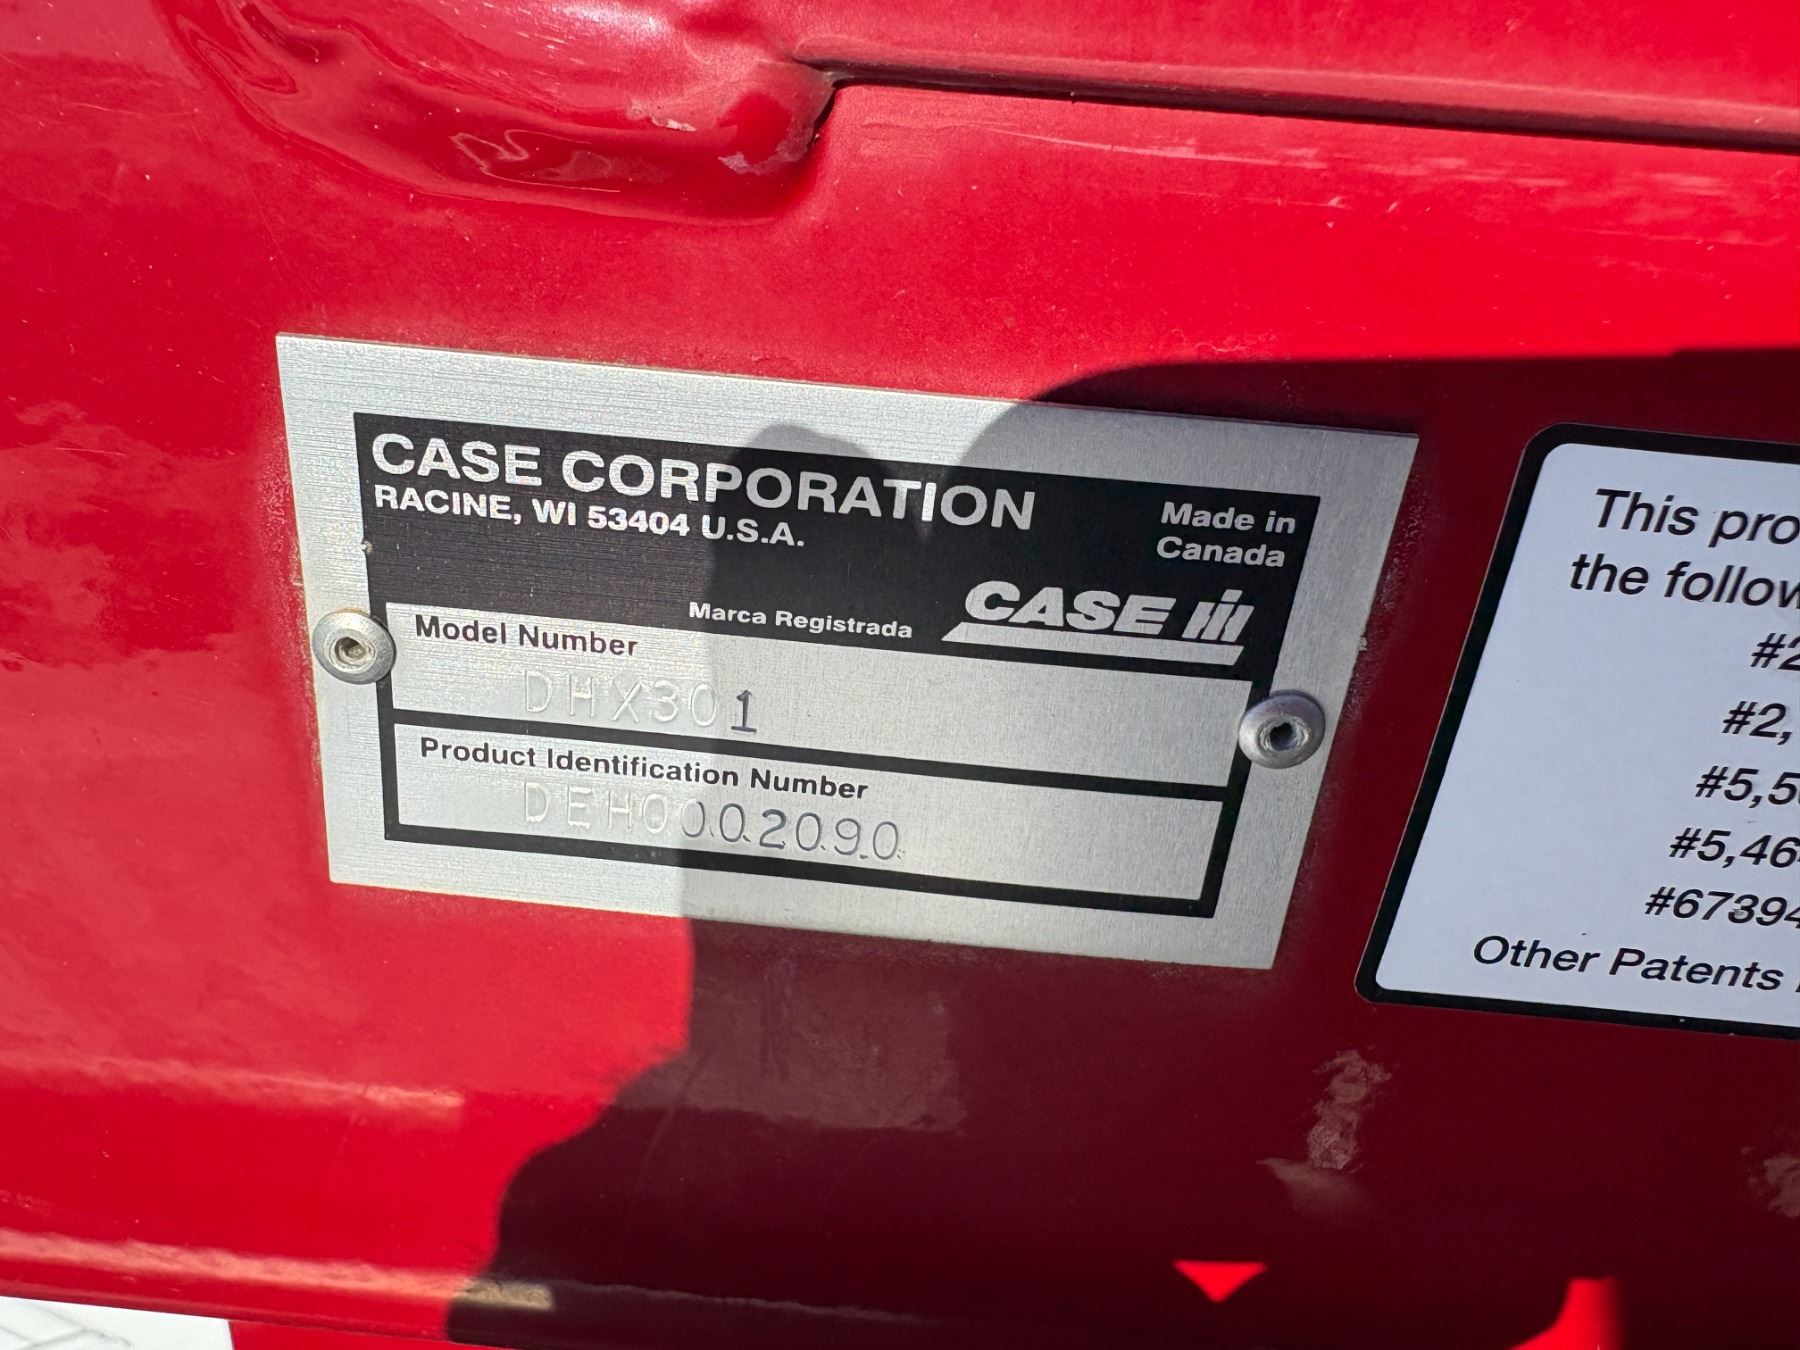 CASE CORPORATION
RACINE, WI 53404 U.S.A.
Made in
Canada
Marca Registrada
CASE IH
Model Number
DHX301
Product Identification Number
DEH0002090
This pro
the follow
#2
#2,
#5,5
#5,46
#67394
Other Patents